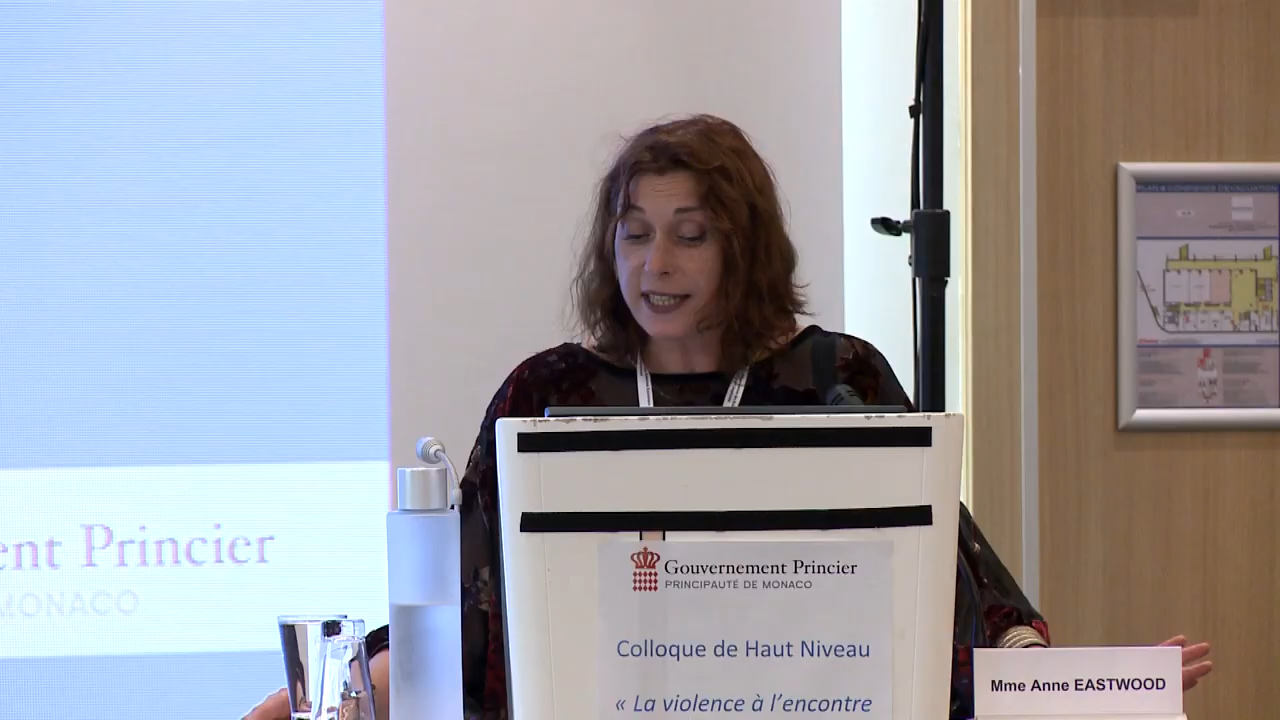 ent Princier
MONACO
Gouvernement Princier
PRINCIPAUTÉ DE MONACO
Colloque de Haut Niveau
« La violence à l'encontre
Mme Anne EASTWOOD